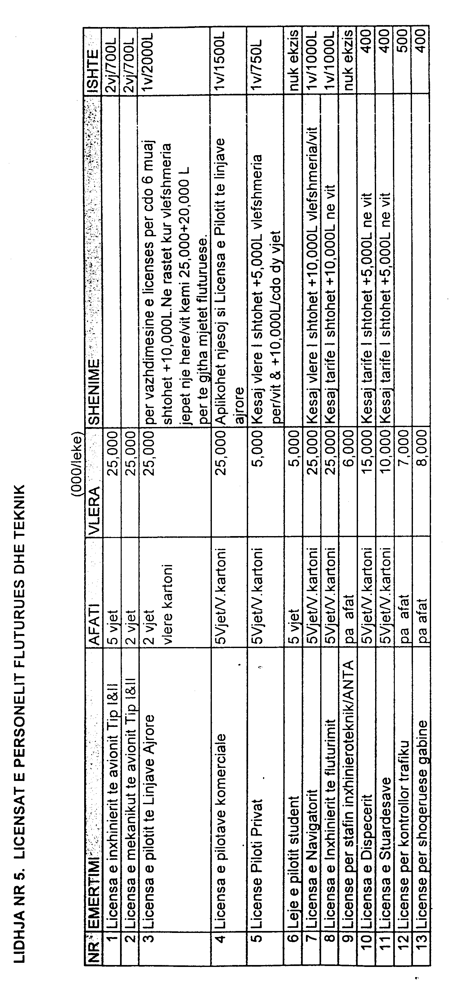 LIDHJA NR 5. LICENSAT E PERSONELIT FLUTURUES DHE TEKNIK
(000/leke)
NR EMERTIMI AFATI VLERA SHENIME ISHTE
1 Licensa e inxhinierit te avionit Tip I&II 5 vjet 25,000 2vj/700L
2 Licensa e mekanikut te avionit Tip I&II 2 vjet 25,000 2vj/700L
3 Licensa e pilotit te Linjave Ajrore 2 vjet 25,000 per vazhdimesine e licenses per cdo 6 muaj 1v/2000L
vlere kartoni shtohet +10,000L.Ne rastet kur vlefshmeria
jepet nje here/vit kemi 25,000+20,000 L
per te gjtha mjetet fluturuese.
4 Licensa e pilotave komerciale 5Vjet/V.kartoni 25,000 Aplikohet njesoj si Licensa e Pilotit te linjave 1v/1500L
ajrore
5 License Piloti Privat 5Vjet/V.kartoni 5,000 Kesaj vlere I shtohet +5,000L vlefshmeria 1v/750L
per/vit & +10,000L/cdo dy vjet
6 Leje e pilotit student 5 vjet 5,000 nuk ekzis
7 Licensa e Navigatorit 5Vjet/V.kartoni 25,000 Kesaj vlere I shtohet +10,000L vlefshmeria/vit 1v/1000L
8 Licensa e Inxhinierit te fluturimit 5Vjet/V.kartoni 25,000 Kesaj tarife I shtohet +10,000L ne vit 1v/1000L
9 License per stafin inxhinieroteknik/ANTA pa afat 6,000 nuk ekzis
10 Licensa e Dispecerit 5Vjet/V.kartoni 15,000 Kesaj tarife I shtohet +5,000L ne vit 400
11 Licensa e Stuardesave 5Vjet/V.kartoni 10,000 Kesaj tarife I shtohet +5,000L ne vit 400
12 License per kontrollor trafiku pa afat 7,000 500
13 License per shoqeruese gabine pa afat 8,000 400